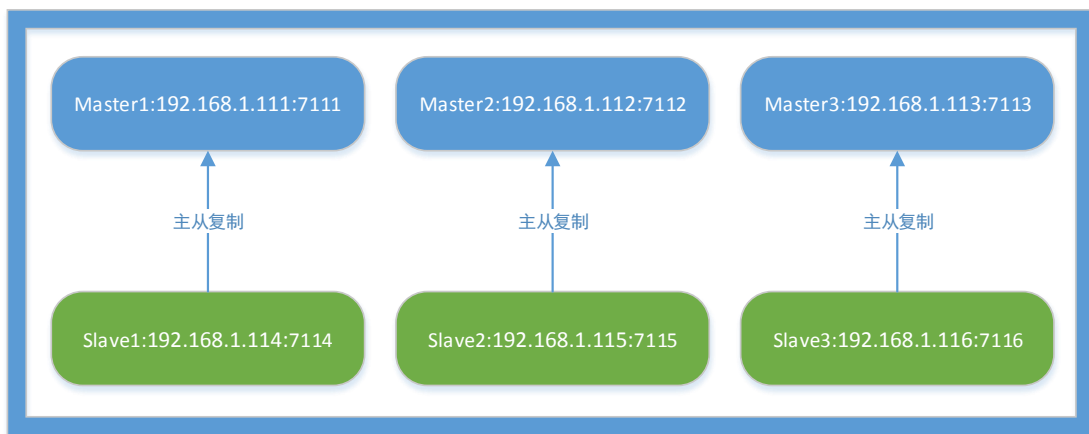 Master1:192.168.1.111:7111
Master2:192.168.1.112:7112
Master3:192.168.1.113:7113
主从复制
主从复制
主从复制
Slave1:192.168.1.114:7114
Slave2:192.168.1.115:7115
Slave3:192.168.1.116:7116